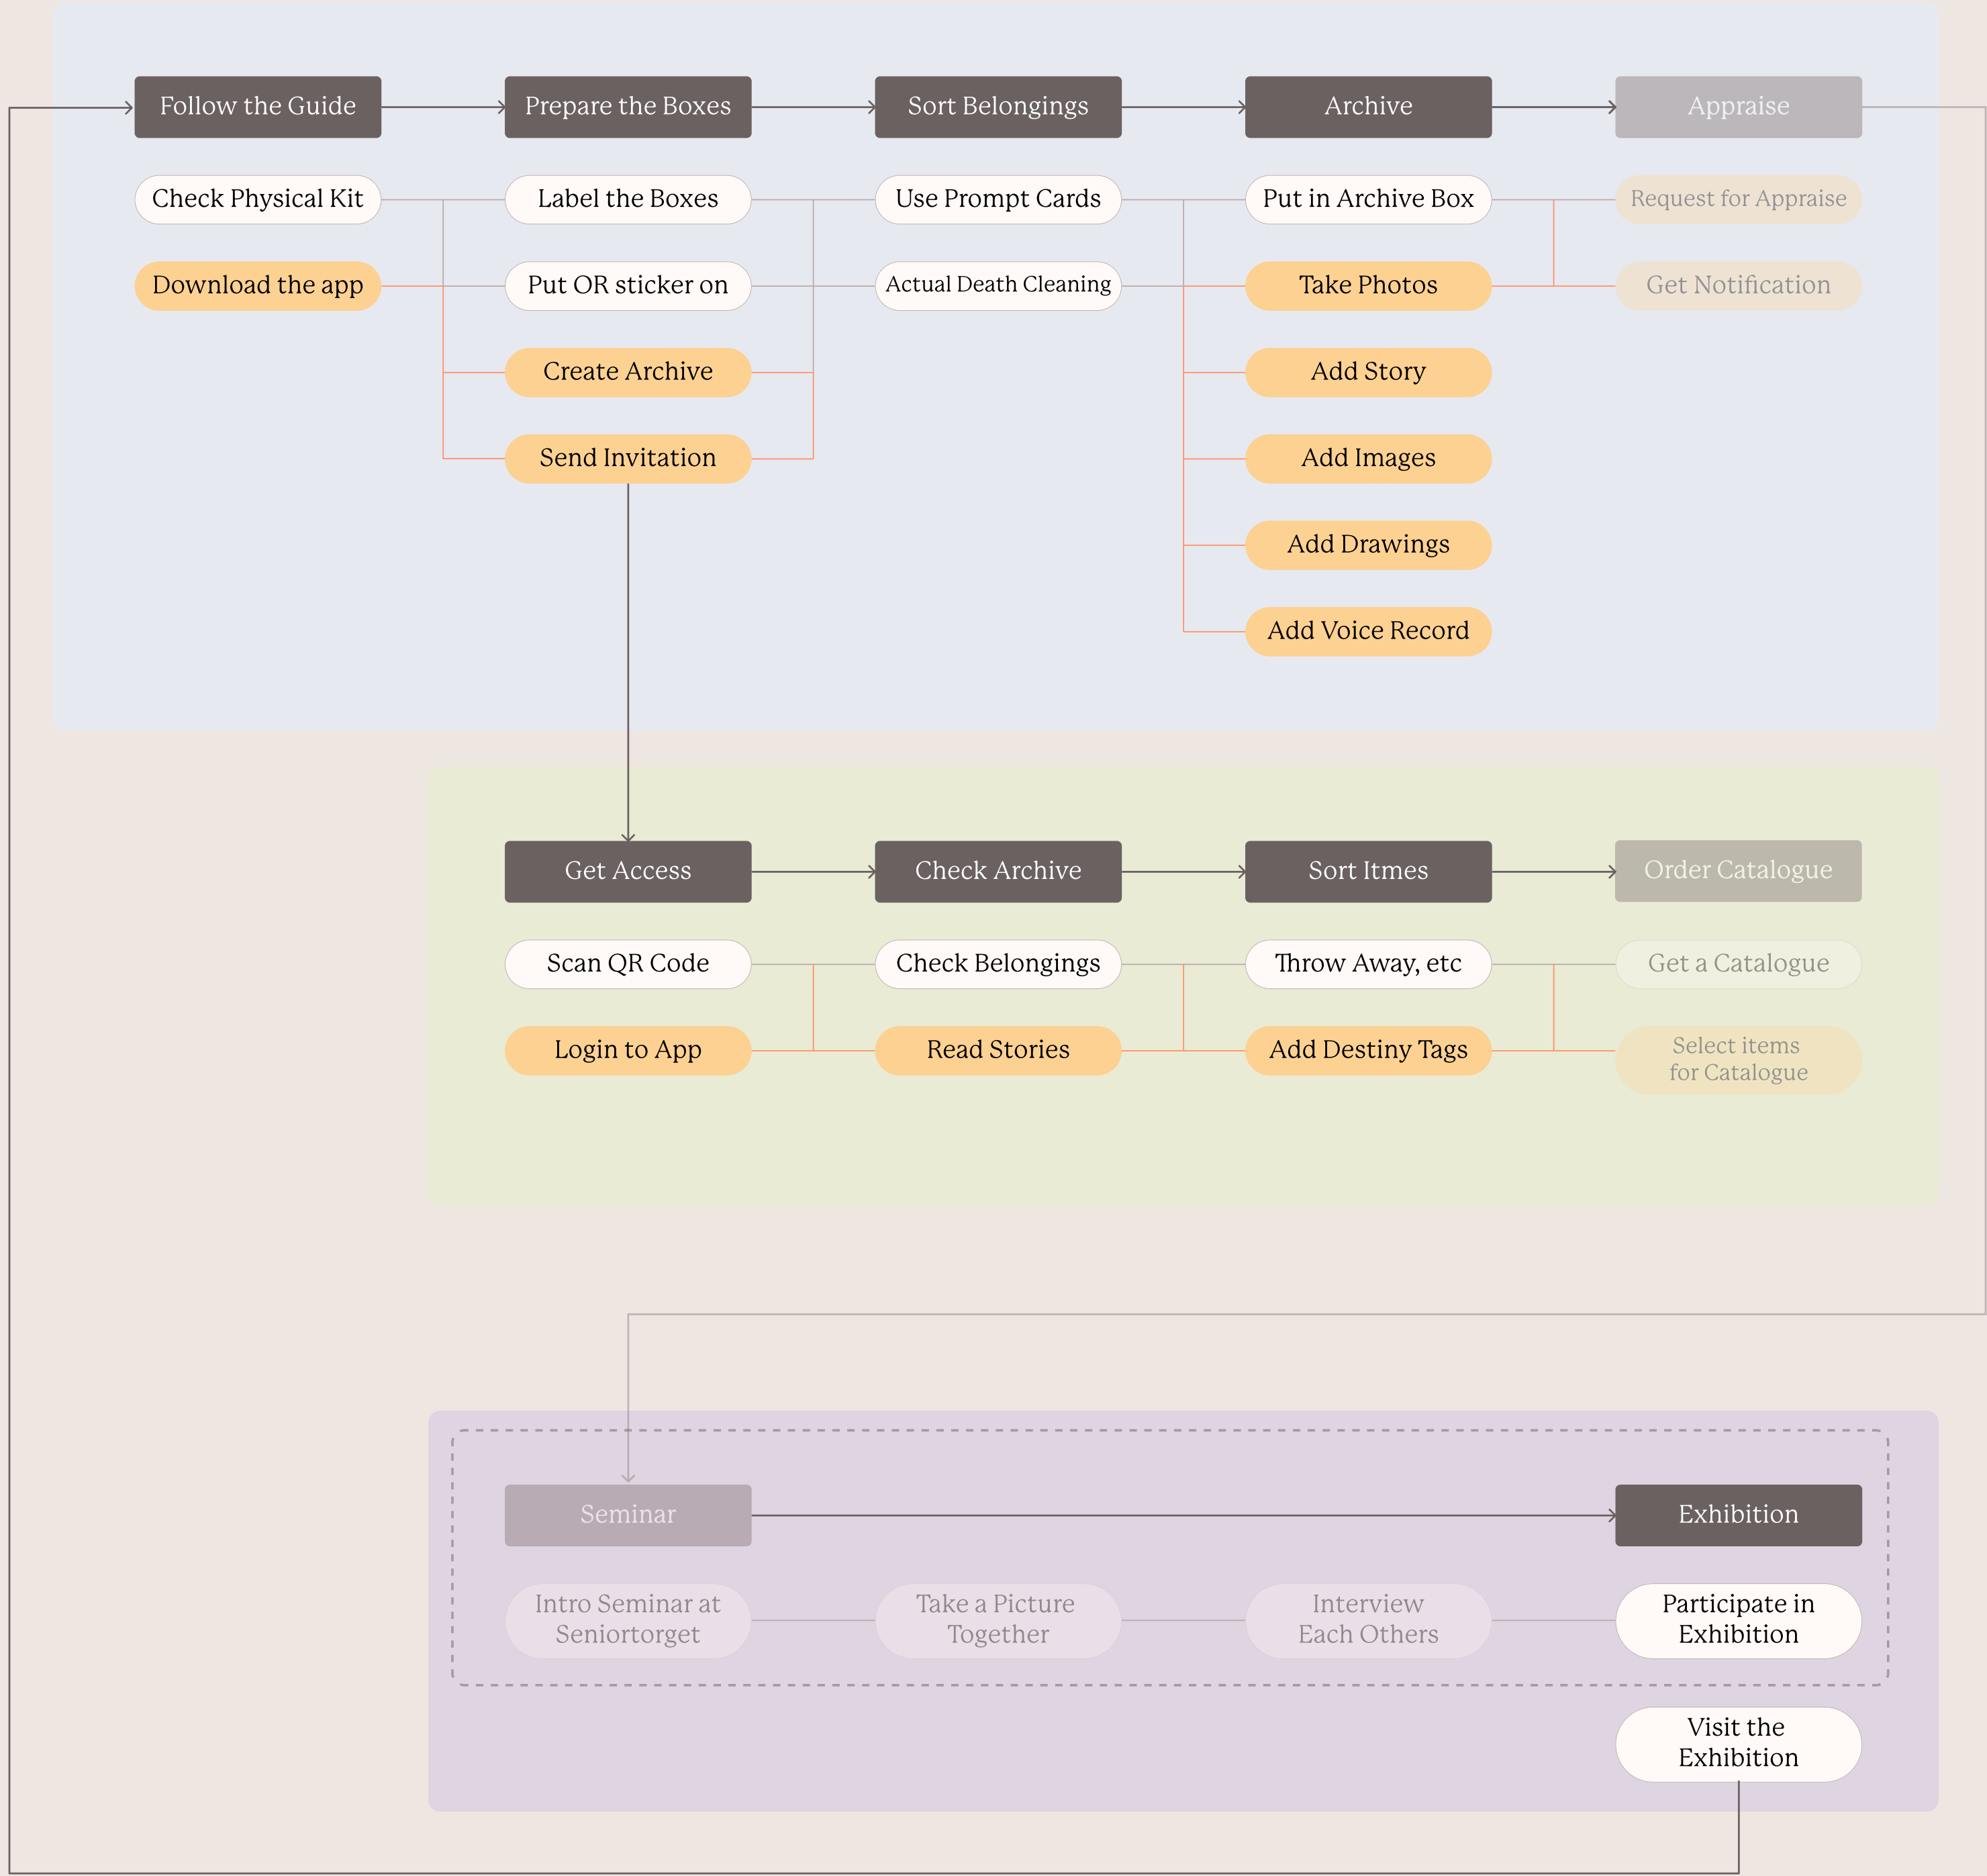 Follow the Guide
Prepare the Boxes
Sort Belongings
Archive
Appraise
Check Physical Kit
Label the Boxes
Use Prompt Cards
Put in Archive Box
Request for Appraise
Download the app
Put OR sticker on
Actual Death Cleaning
Take Photos
Get Notification
Create Archive
Add Story
Send Invitation
Add Images
Add Drawings
Add Voice Record
Get Access
Check Archive
Sort Itmes
Order Catalogue
Scan QR Code
Check Belongings
Throw Away, etc
Get a Catalogue
Login to App
Read Stories
Add Destiny Tags
Select items
for Catalogue
Seminar
Exhibition
Intro Seminar at
Seniortorget
Take a Picture
Together
Interview
Each Others
Participate in
Exhibition
Visit the
Exhibition